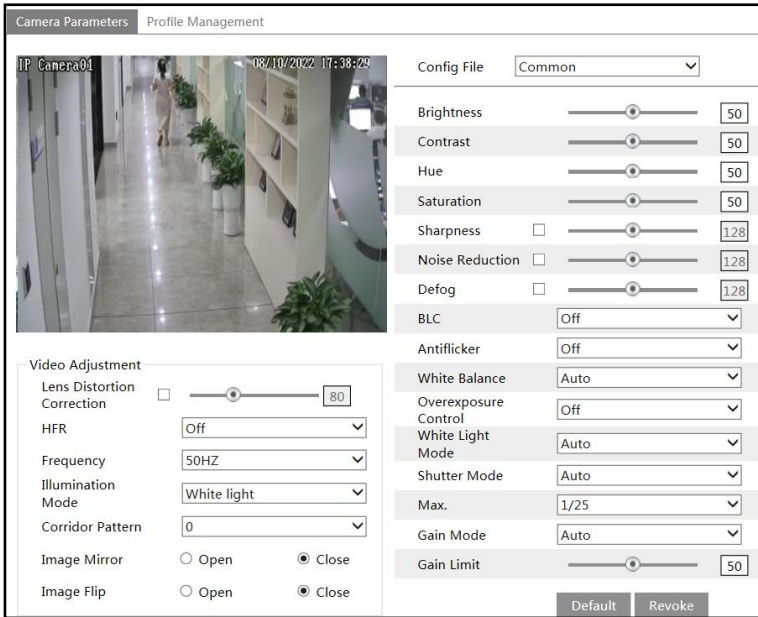 Camera Parameters Profile Management
IP Camera01 08/10/2022 17:38:29
Config File Common
Brightness 50
Contrast 50
Hue 50
Saturation 50
Sharpness 128
Noise Reduction 128
Defog 128
BLC Off
Antiflicker Off
White Balance Auto
Overexposure
Control Off
White Light
Mode Auto
Shutter Mode Auto
Max. 1/25
Gain Mode Auto
Gain Limit 50
Default Revoke
Video Adjustment
Lens Distortion
Correction 80
HFR Off
Frequency 50HZ
Illumination
Mode White light
Corridor Pattern 0
Image Mirror Open Close
Image Flip Open Close